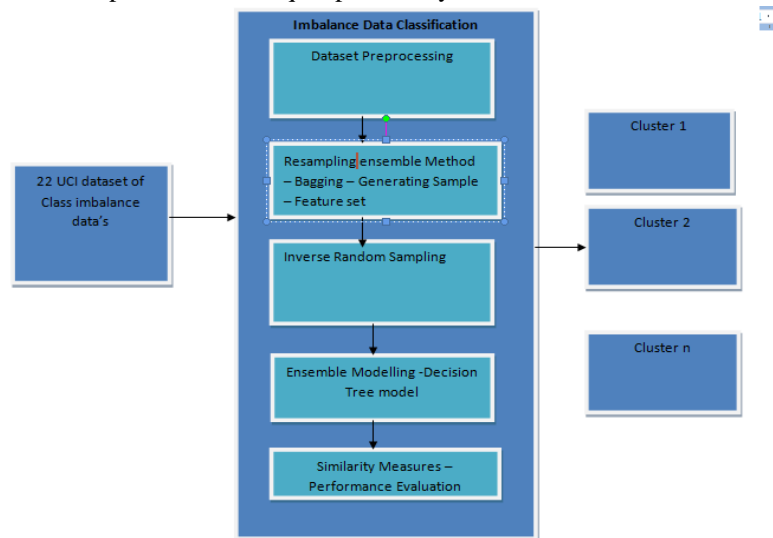 Imbalance Data Classification
Dataset Preprocessing
22 UCI dataset of
Class imbalance
data's
Resampling ensemble Method
– Bagging – Generating Sample
– Feature set
Inverse Random Sampling
Ensemble Modelling -Decision
Tree model
Similarity Measures –
Performance Evaluation
Cluster 1
Cluster 2
Cluster n